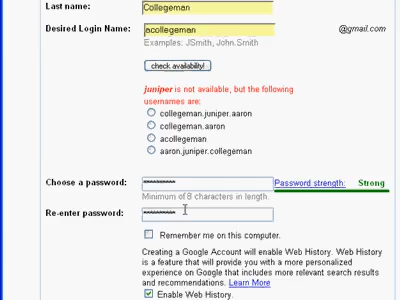 Last name: Collegeman
Desired Login Name: acollegeman @gmail.com
Examples: JSmith, John.Smith
check availability!
juniper is not available, but the following
usernames are:
collegeman.juniper.aaron
collegeman.aaron
acollegeman
aaron.juniper.collegeman
Choose a password: ********** Password strength: Strong
Minimum of 8 characters in length.
Re-enter password: **********
Remember me on this computer.
Creating a Google Account will enable Web History. Web History
is a feature that will provide you with a more personalized
experience on Google that includes more relevant search results
and recommendations. Learn More
Enable Web History.